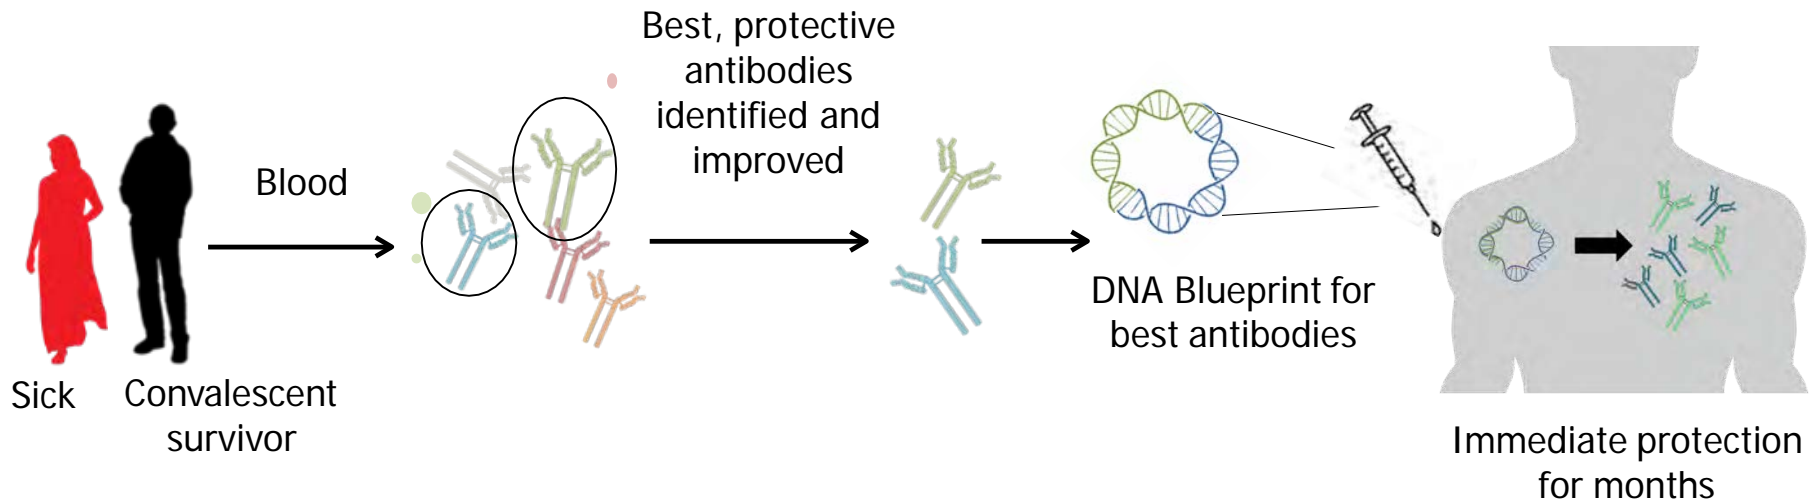 Sick
Convalescent
survivor
Blood
Best, protective
antibodies
identified and
improved
DNA Blueprint for
best antibodies
Immediate protection
for months